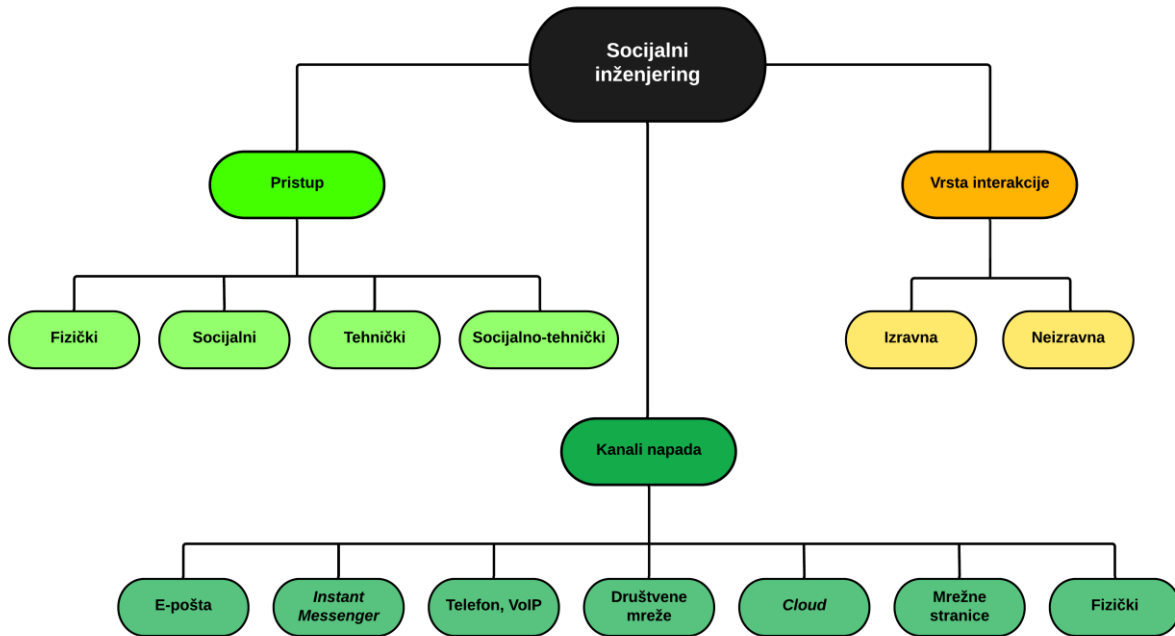 Socijalni
inženjering
Pristup
Vrsta interakcije
Fizički
Socijalni
Tehnički
Socijalno-tehnički
Izravna
Neizravna
Kanali napada
E-pošta
Instant
Messenger
Telefon, VoIP
Društvene
mreže
Cloud
Mrežne
stranice
Fizički